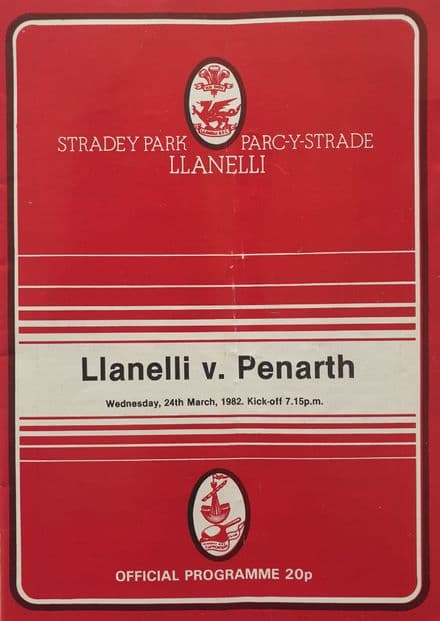 STRADEY PARK PARC-Y-STRADE
LLANELLI
Llanelli v. Penarth
Wednesday, 24th March, 1982. Kick-off 7.15p.m.
OFFICIAL PROGRAMME 20p